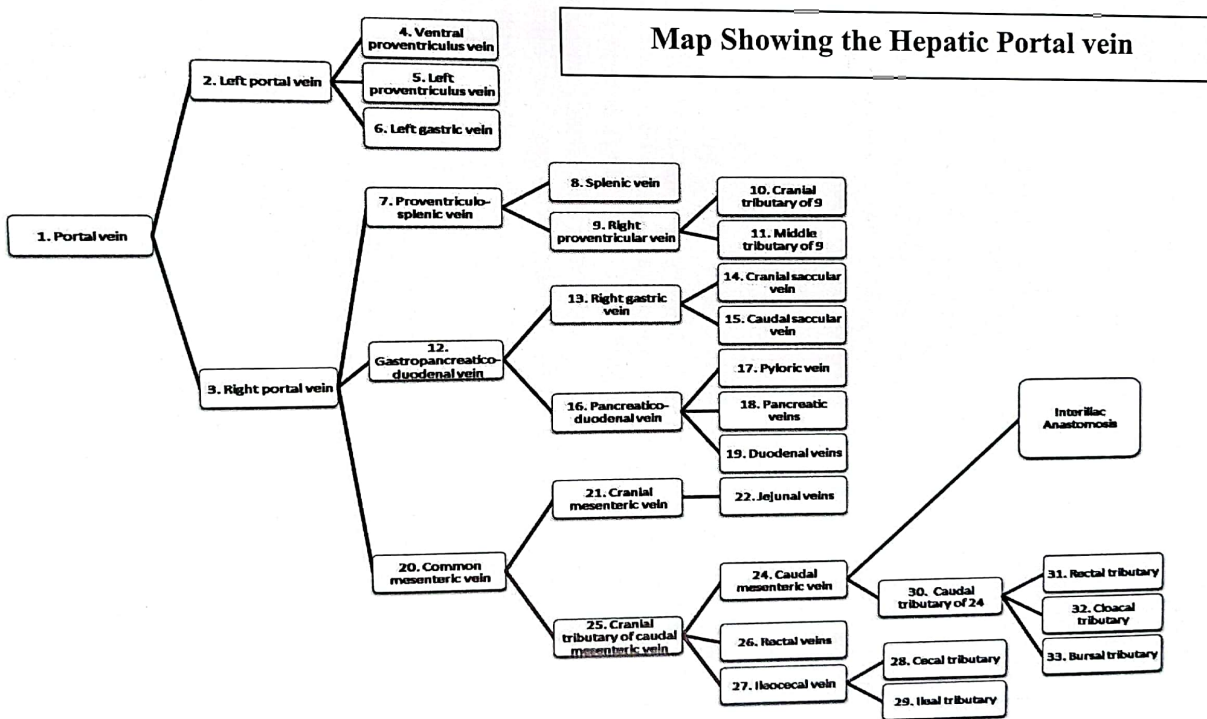 Map Showing the Hepatic Portal vein
1. Portal vein
2. Left portal vein
3. Right portal vein
4. Ventral
proventriculus vein
5. Left
proventriculus vein
6. Left gastric vein
7. Proventriculo-
splenic vein
8. Splenic vein
9. Right
proventricular vein
10. Cranial
tributary of 9
11. Middle
tributary of 9
12.
Gastropancreatico-
duodenal vein
13. Right gastric
vein
14. Cranial saccular
vein
15. Caudal saccular
vein
16. Pancreatico-
duodenal vein
17. Pyloric vein
18. Pancreatic
veins
19. Duodenal veins
20. Common
mesenteric vein
21. Cranial
mesenteric vein
22. Jejunal veins
25. Cranial
tributary of caudal
mesenteric vein
24. Caudal
mesenteric vein
Interiliac
Anastomosis
30. Caudal
tributary of 24
31. Rectal tributary
32. Cloacal
tributary
33. Bursal tributary
26. Rectal veins
27. Ileocecal vein
28. Cecal tributary
29. Ileal tributary